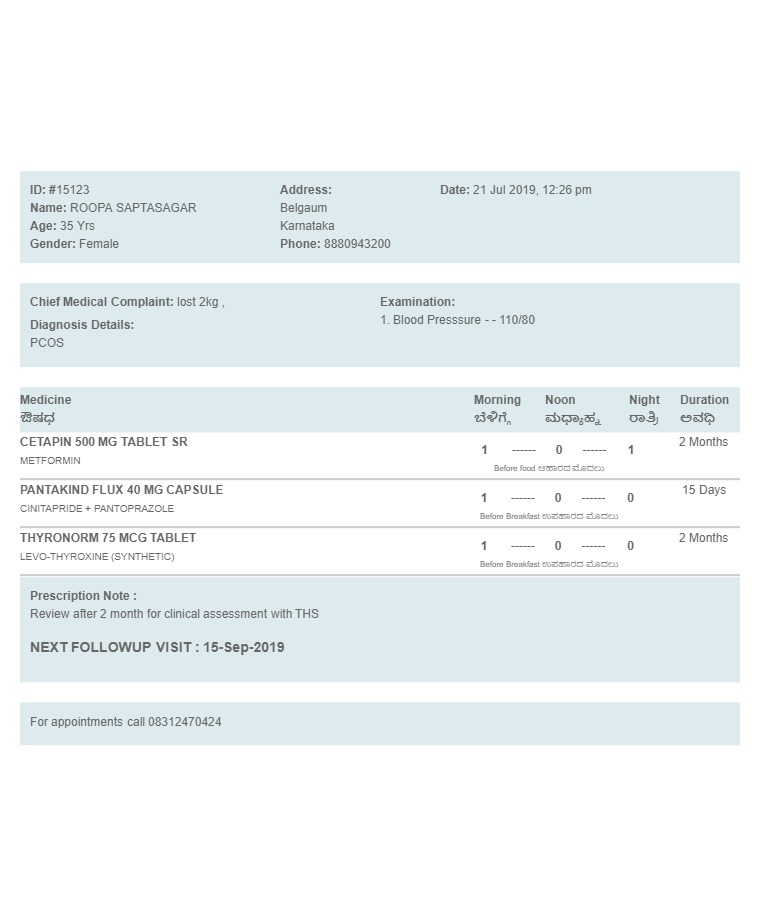 ID: #15123
Name: ROOPA SAPTASAGAR
Age: 35 Yrs
Gender: Female
Address:
Belgaum
Karnataka
Phone: 8880943200
Date: 21 Jul 2019, 12:26 pm
Chief Medical Complaint: lost 2kg ,
Diagnosis Details:
PCOS
Examination:
1. Blood Presssure - - 110/80
Medicine Morning Noon Night Duration
ಔಷಧ ಬೆಳಿಗ್ಗೆ ಮಧ್ಯಾಹ್ನ ರಾತ್ರಿ ಅವಧಿ
CETAPIN 500 MG TABLET SR 2 Months
METFORMIN 1 ------ 0 ------ 1
Before food ಆಹಾರದ ಮೊದಲು
PANTAKIND FLUX 40 MG CAPSULE 15 Days
CINITAPRIDE + PANTOPRAZOLE 1 ------ 0 ------ 0
Before Breakfast ಉಪಹಾರದ ಮೊದಲು
THYRONORM 75 MCG TABLET 2 Months
LEVO-THYROXINE (SYNTHETIC) 1 ------ 0 ------ 0
Before Breakfast ಉಪಹಾರದ ಮೊದಲು
Prescription Note :
Review after 2 month for clinical assessment with THS
NEXT FOLLOWUP VISIT : 15-Sep-2019
For appointments call 08312470424